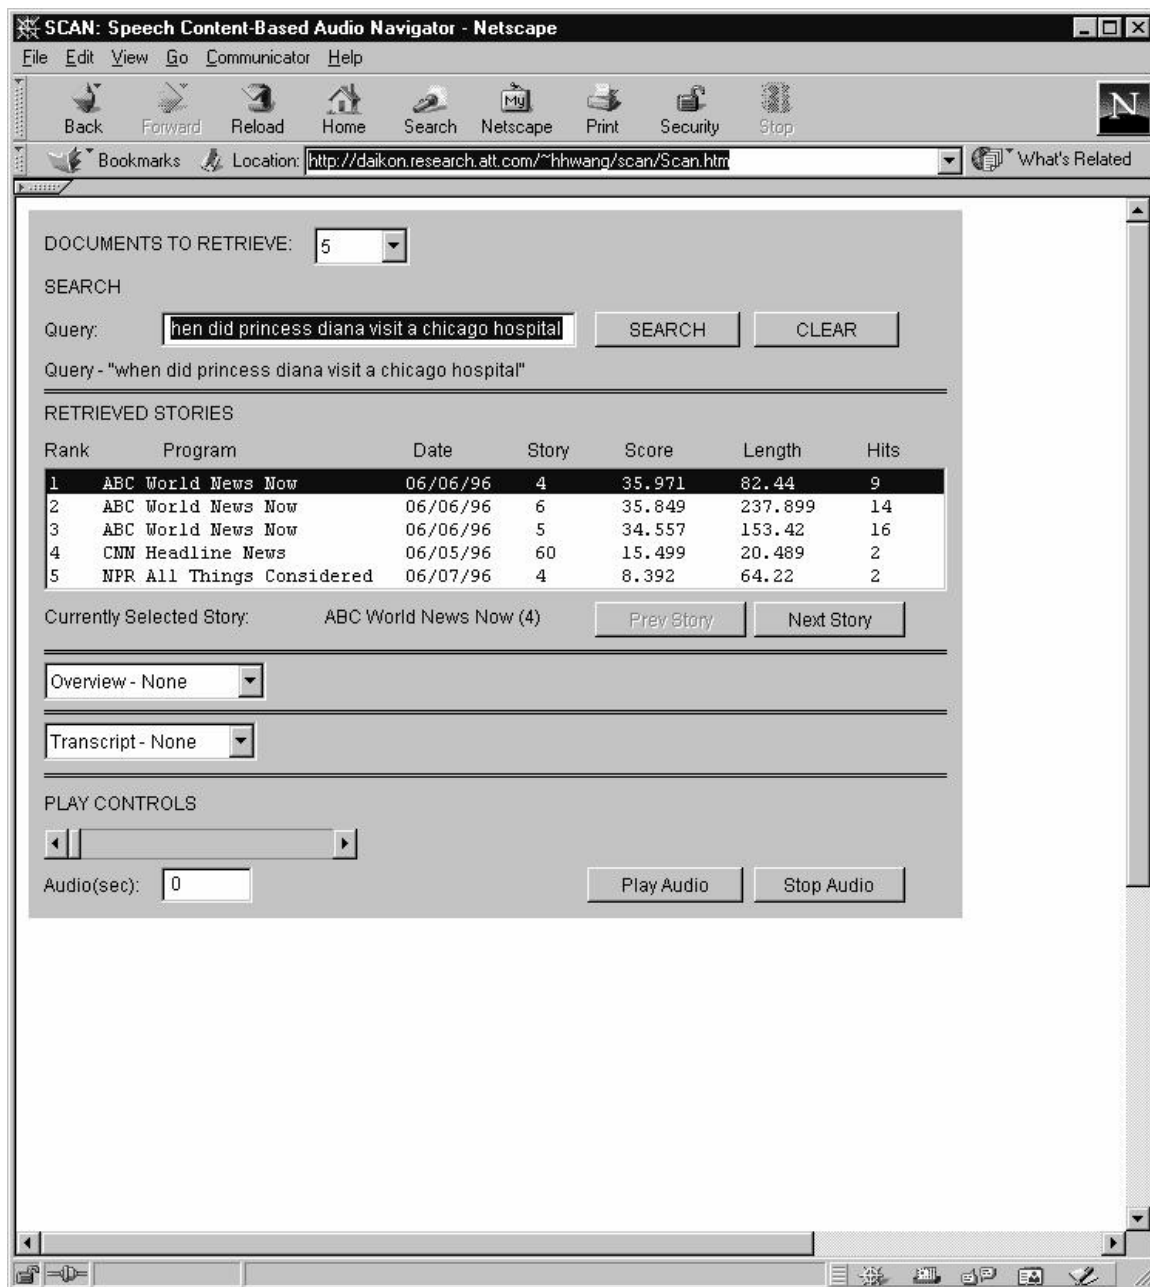 SCAN: Speech Content-Based Audio Navigator - Netscape
File Edit View Go Communicator Help
My
N
Back Forward Reload Home Search Netscape Print Security Stop
Bookmarks Location: http://daikon.research.att.com/~hhwang/scan/Scan.htm What's Related
DOCUMENTS TO RETRIEVE: 5
SEARCH
Query: hen did princess diana visit a chicago hospital SEARCH CLEAR
Query - "when did princess diana visit a chicago hospital"
RETRIEVED STORIES
Rank Program Date Story Score Length Hits
1 ABC World News Now 06/06/96 4 35.971 82.44 9
2 ABC World News Now 06/06/96 6 35.849 237.899 14
3 ABC World News Now 06/06/96 5 34.557 153.42 16
4 CNN Headline News 06/05/96 60 15.499 20.489 2
5 NPR All Things Considered 06/07/96 4 8.392 64.22 2
Currently Selected Story: ABC World News Now (4) Prev Story Next Story
Overview - None
Transcript - None
PLAY CONTROLS
Audio(sec): 0 Play Audio Stop Audio